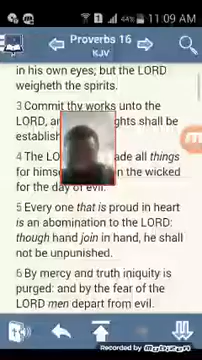 44% 11:09 AM
Proverbs 16
KJV
in his own eyes; but the LORD
weigheth the spirits.
3 Commit thy works unto the
LORD, ghts shall be
establish
4 The LO ade all things
for hims n the wicked
for the day of evil.
5 Every one that is proud in heart
is an abomination to the LORD:
though hand join in hand, he shall
not be unpunished.
6 By mercy and truth iniquity is
purged: and by the fear of the
LORD men depart from evil.
Recorded by
Mobizen